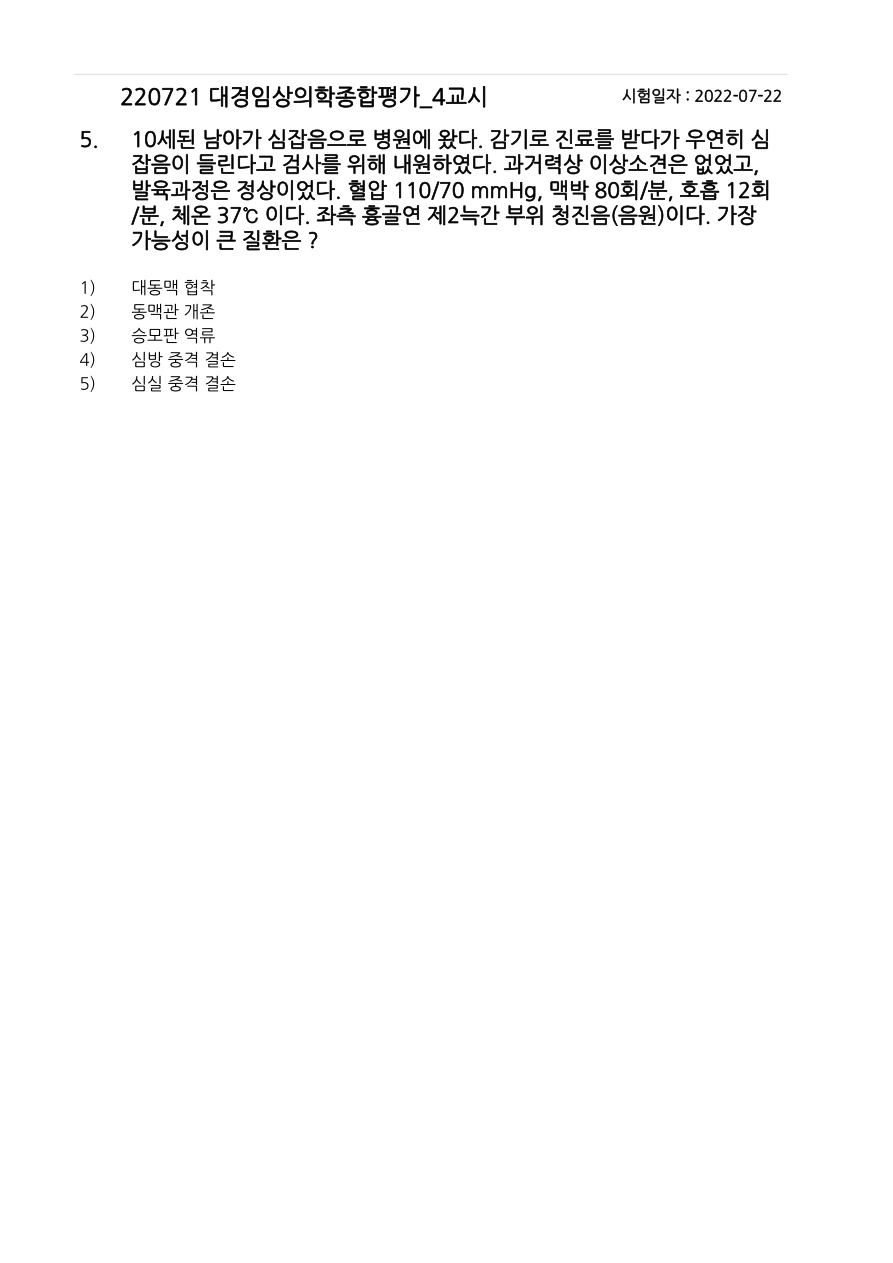 220721 대경임상의학종합평가_4교시 시험일자 : 2022-07-22
5. 10세된 남아가 심잡음으로 병원에 왔다. 감기로 진료를 받다가 우연히 심
잡음이 들린다고 검사를 위해 내원하였다. 과거력상 이상소견은 없었고,
발육과정은 정상이었다. 혈압 110/70 mmHg, 맥박 80회/분, 호흡 12회
/분, 체온 37℃ 이다. 좌측 흉골연 제2늑간 부위 청진음(음원)이다. 가장
가능성이 큰 질환은 ?
1) 대동맥 협착
2) 동맥관 개존
3) 승모판 역류
4) 심방 중격 결손
5) 심실 중격 결손